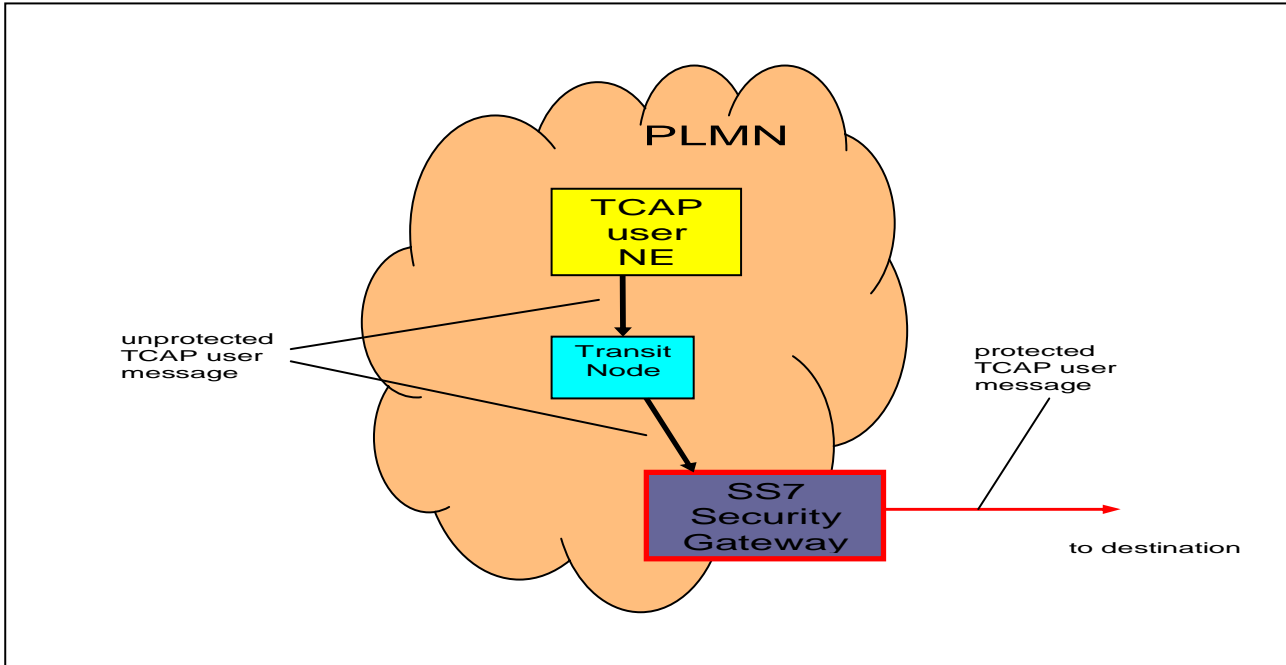 PLMN
TCAP
user
NE
unprotected
TCAP user
message
Transit
Node
protected
TCAP user
message
SS7
Security
Gateway
to destination